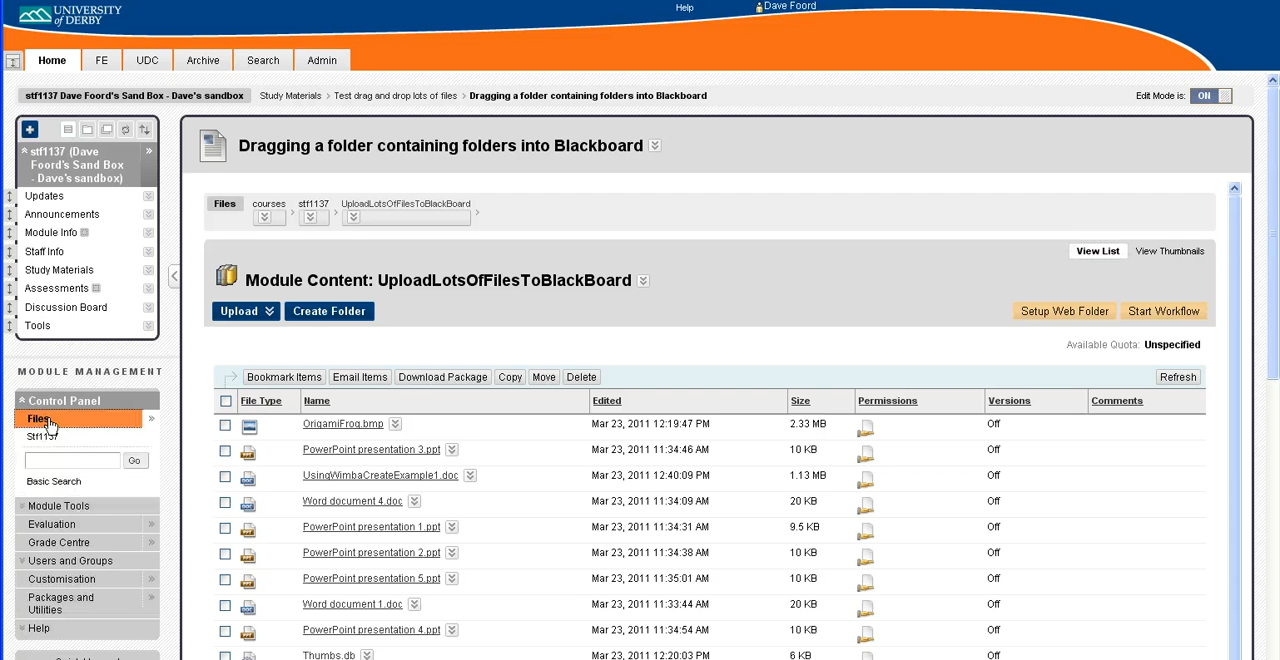 UNIVERSITY
of DERBY
Help
Dave Foord
Home
FE
UDC
Archive
Search
Admin
stf1137 Dave Foord's Sand Box - Dave's sandbox
Study Materials > Test drag and drop lots of files > Dragging a folder containing folders into Blackboard
Edit Mode is: ON
stf1137 (Dave
Foord's Sand Box
- Dave's sandbox)
Updates
Announcements
Module Info
Staff Info
Study Materials
Assessments
Discussion Board
Tools
MODULE MANAGEMENT
Control Panel
Files
Stf1137
Go
Basic Search
Module Tools
Evaluation
Grade Centre
Users and Groups
Customisation
Packages and
Utilities
Help
Dragging a folder containing folders into Blackboard
Files
courses
stf1137
UploadLotsOfFilesToBlackBoard
View List
View Thumbnails
Module Content: UploadLotsOfFilesToBlackBoard
Upload
Create Folder
Setup Web Folder
Start Workflow
Available Quota: Unspecified
Bookmark Items
Email Items
Download Package
Copy
Move
Delete
Refresh
File Type Name Edited Size Permissions Versions Comments
OrigamiFrog.bmp Mar 23, 2011 12:19:47 PM 2.33 MB Off
PowerPoint presentation 3.ppt Mar 23, 2011 11:34:46 AM 10 KB Off
UsingWimbaCreateExample1.doc Mar 23, 2011 12:40:09 PM 1.13 MB Off
Word document 4.doc Mar 23, 2011 11:34:09 AM 20 KB Off
PowerPoint presentation 1.ppt Mar 23, 2011 11:34:31 AM 9.5 KB Off
PowerPoint presentation 2.ppt Mar 23, 2011 11:34:38 AM 10 KB Off
PowerPoint presentation 5.ppt Mar 23, 2011 11:35:01 AM 10 KB Off
Word document 1.doc Mar 23, 2011 11:33:44 AM 20 KB Off
PowerPoint presentation 4.ppt Mar 23, 2011 11:34:54 AM 10 KB Off
Thumbs.db Mar 23, 2011 12:20:03 PM 6 KB Off